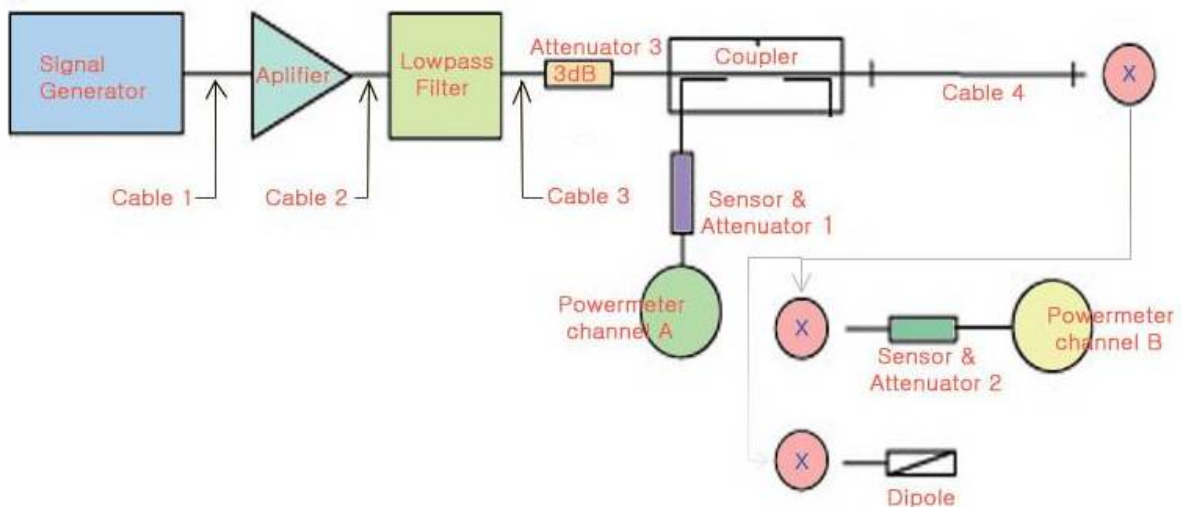 Signal
Generator
Aplifier
Lowpass
Filter
Attenuator 3
3dB
Coupler
Cable 4
X
Cable 1
Cable 2
Cable 3
Sensor &
Attenuator 1
Powermeter
channel A
X
Sensor &
Attenuator 2
Powermeter
channel B
X
Dipole